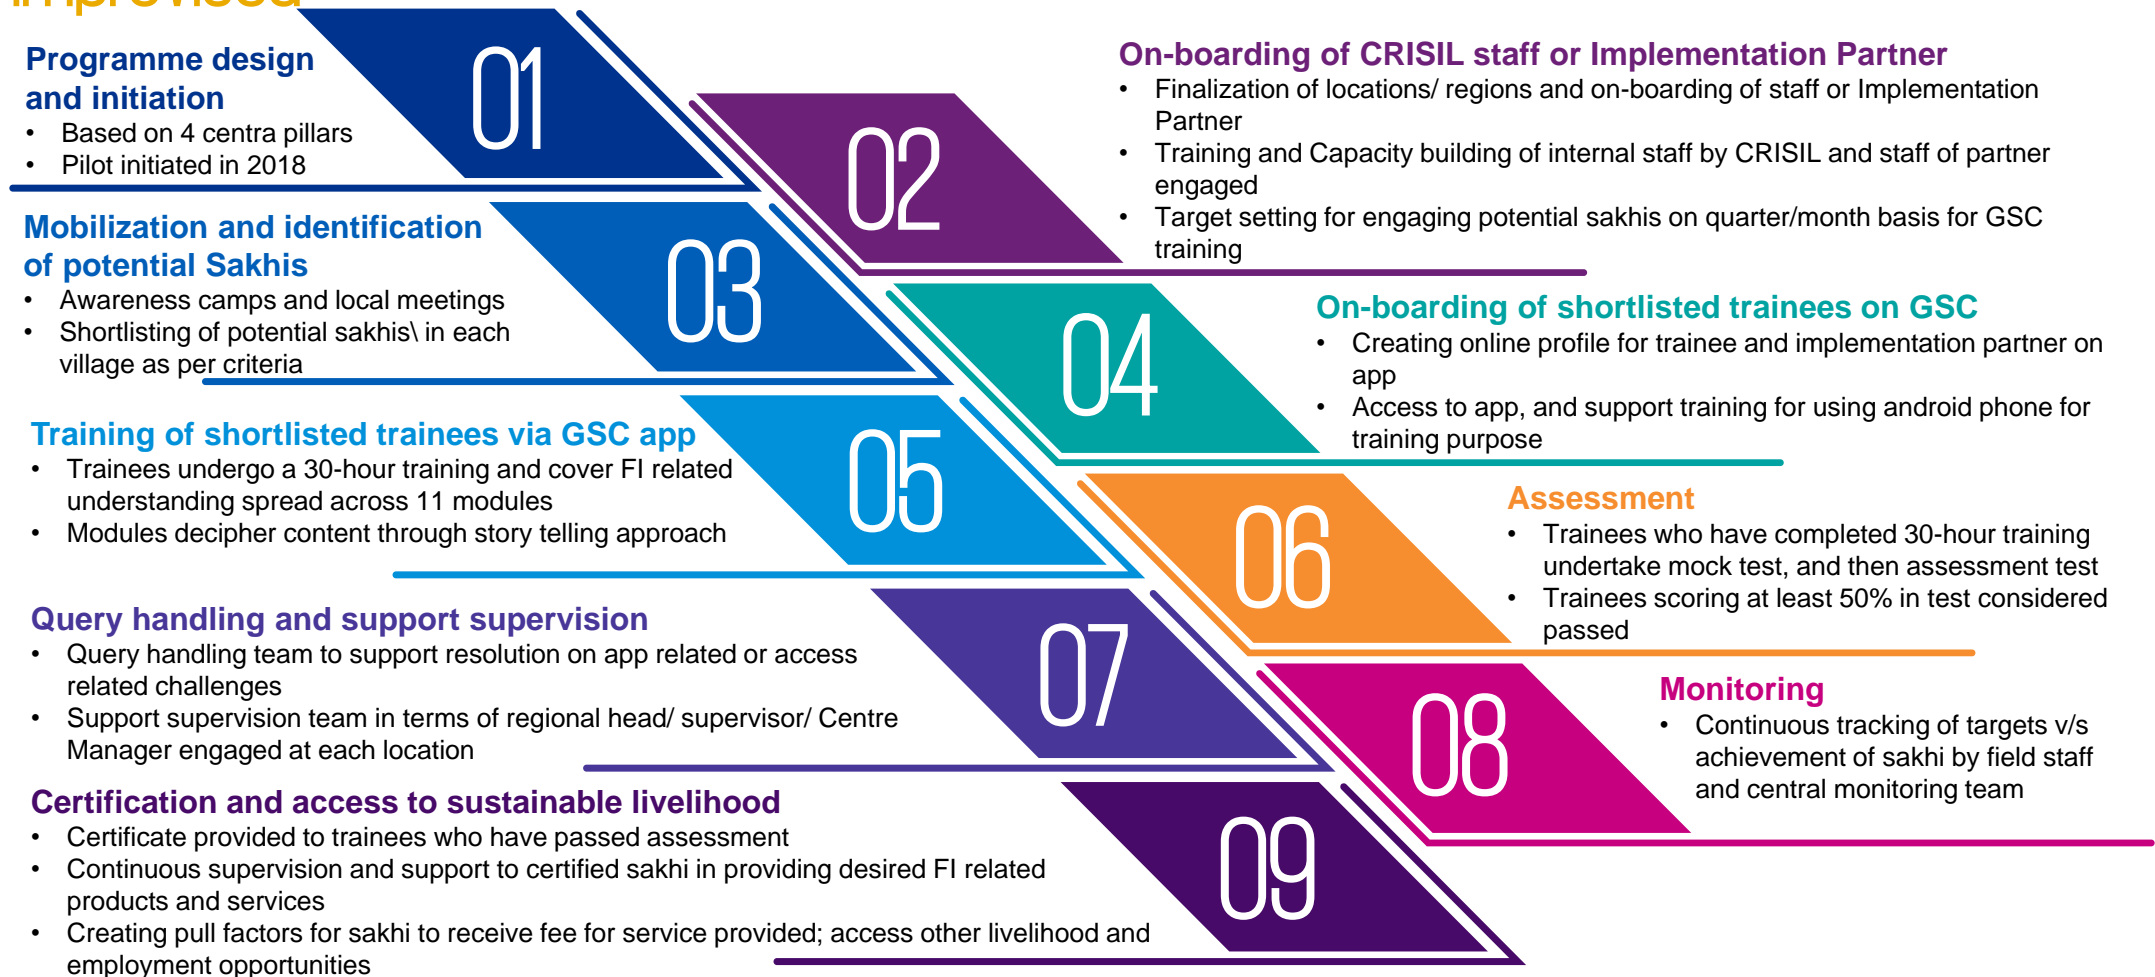 improvised
01
Programme design
and initiation
• Based on 4 centra pillars
• Pilot initiated in 2018
02
On-boarding of CRISIL staff or Implementation Partner
• Finalization of locations/ regions and on-boarding of staff or Implementation
Partner
• Training and Capacity building of internal staff by CRISIL and staff of partner
engaged
• Target setting for engaging potential sakhis on quarter/month basis for GSC
training
03
Mobilization and identification
of potential Sakhis
• Awareness camps and local meetings
• Shortlisting of potential sakhis\ in each
village as per criteria
04
On-boarding of shortlisted trainees on GSC
• Creating online profile for trainee and implementation partner on
app
• Access to app, and support training for using android phone for
training purpose
05
Training of shortlisted trainees via GSC app
• Trainees undergo a 30-hour training and cover FI related
understanding spread across 11 modules
• Modules decipher content through story telling approach
06
Assessment
• Trainees who have completed 30-hour training
undertake mock test, and then assessment test
• Trainees scoring at least 50% in test considered
passed
07
Query handling and support supervision
• Query handling team to support resolution on app related or access
related challenges
• Support supervision team in terms of regional head/ supervisor/ Centre
Manager engaged at each location
08
Monitoring
• Continuous tracking of targets v/s
achievement of sakhi by field staff
and central monitoring team
09
Certification and access to sustainable livelihood
• Certificate provided to trainees who have passed assessment
• Continuous supervision and support to certified sakhi in providing desired FI related
products and services
• Creating pull factors for sakhi to receive fee for service provided; access other livelihood and
employment opportunities